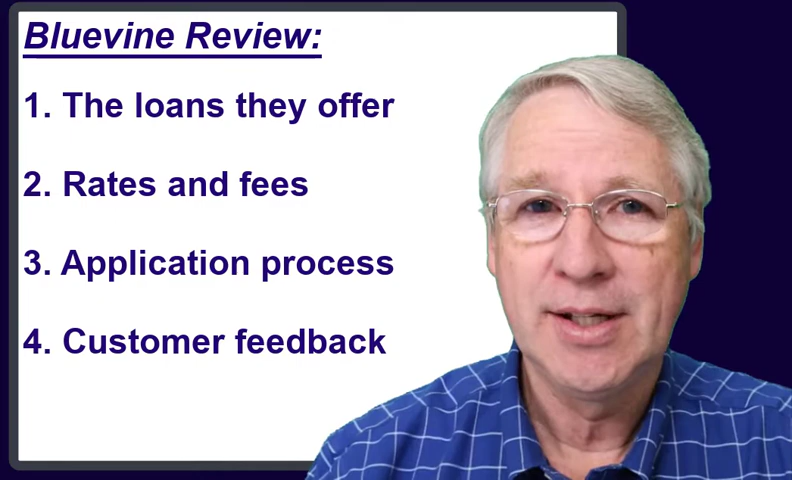 Bluevine Review:
1. The loans they offer
2. Rates and fees
3. Application process
4. Customer feedback